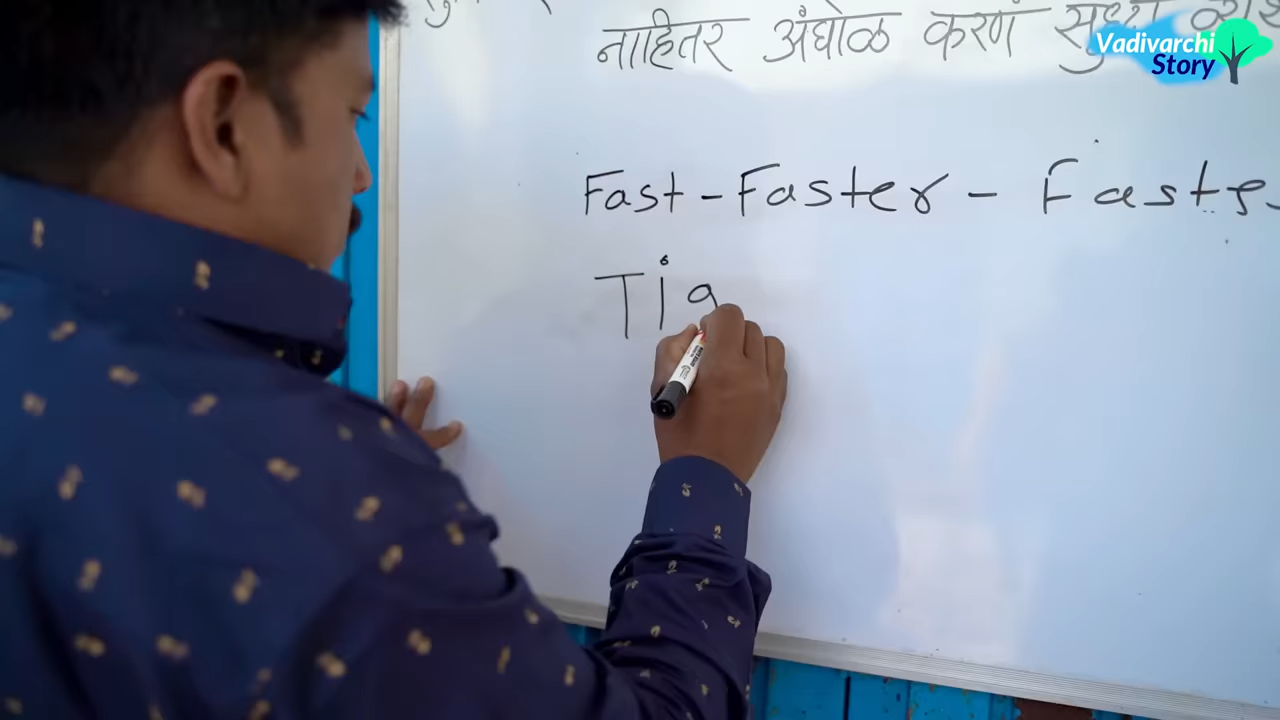 नाहितर अंघोळ करणं सुध्दा
Fast - Faster - Faste
Tig
Vadivarchi
Story